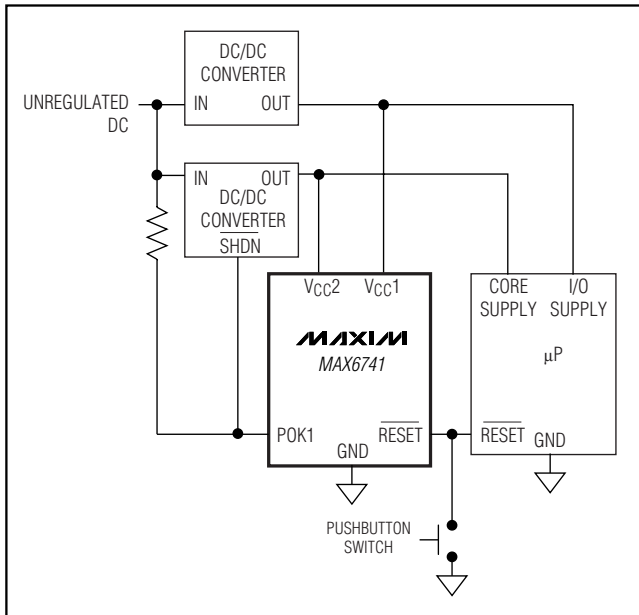 DC/DC
CONVERTER
UNREGULATED
DC
IN
OUT
IN
OUT
DC/DC
CONVERTER
SHDN
VCC2
VCC1
CORE
SUPPLY
I/O
SUPPLY
MAXIM
MAX6741
μP
POK1
RESET
RESET
GND
GND
PUSHBUTTON
SWITCH